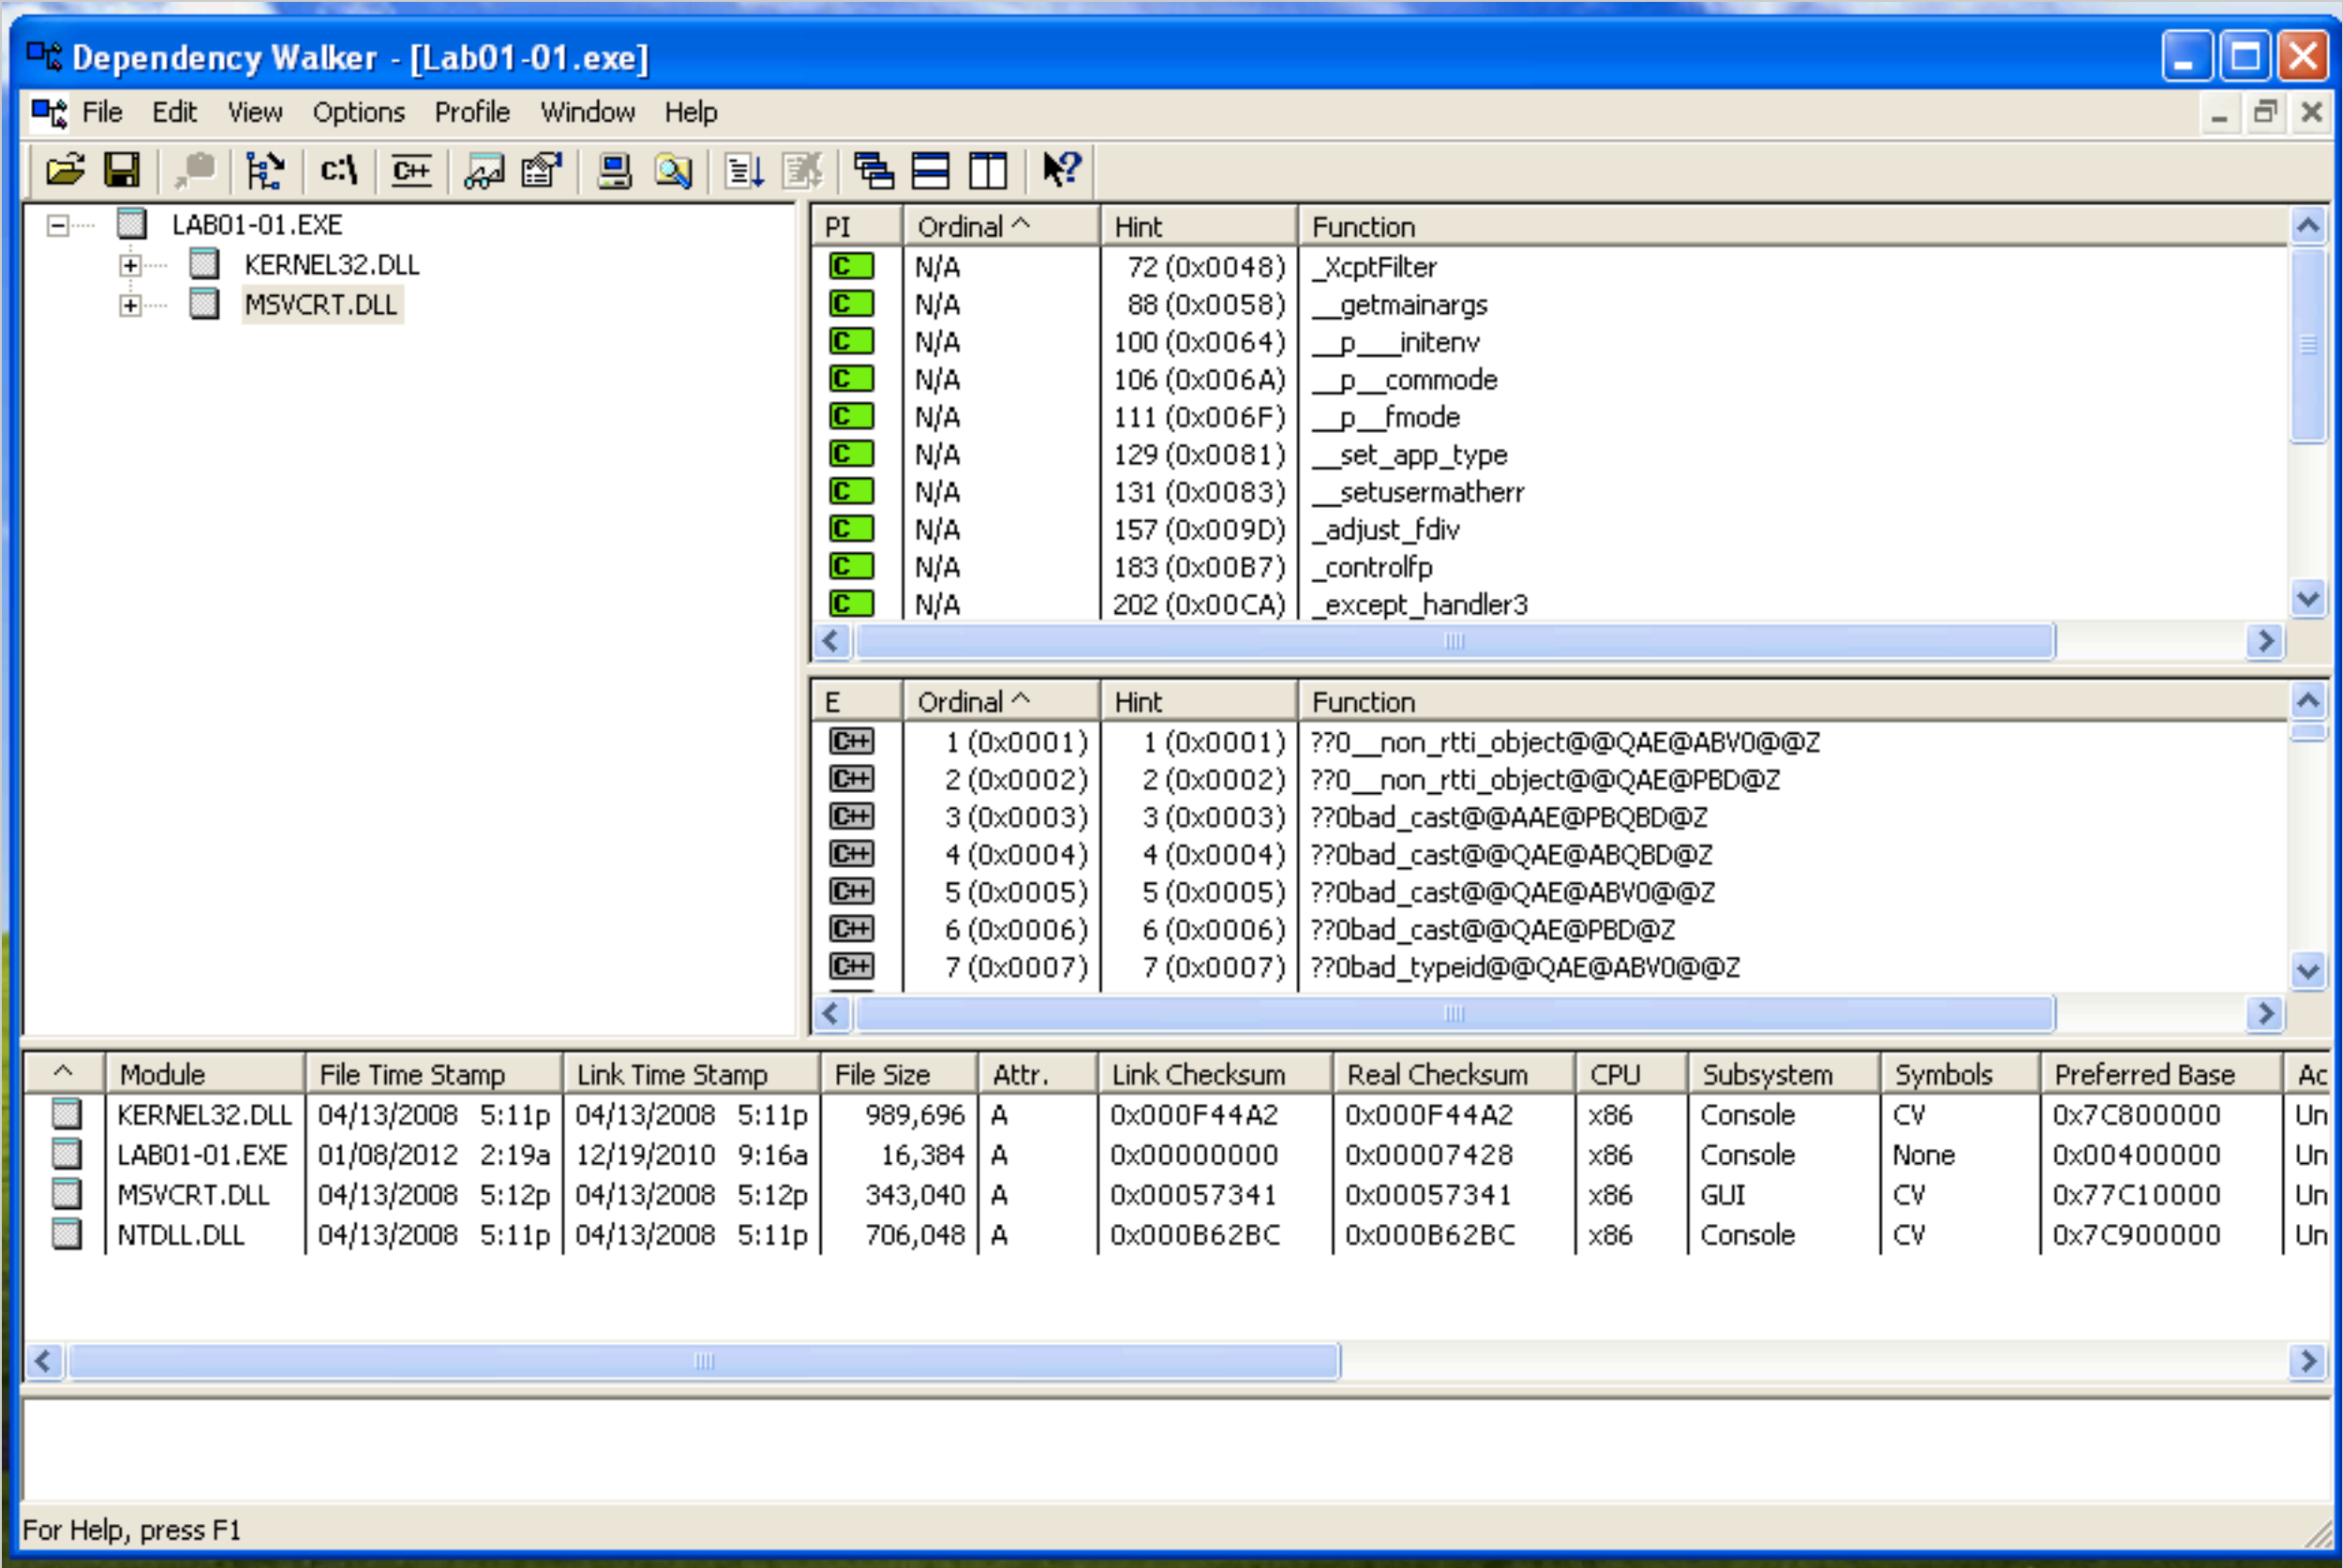 Dependency Walker - [Lab01-01.exe]
File Edit View Options Profile Window Help
c:\ C++
LAB01-01.EXE
KERNEL32.DLL
MSVCRT.DLL
PI Ordinal ^ Hint Function
C N/A 72 (0x0048) _XcptFilter
C N/A 88 (0x0058) __getmainargs
C N/A 100 (0x0064) __p___initenv
C N/A 106 (0x006A) __p__commode
C N/A 111 (0x006F) __p__fmode
C N/A 129 (0x0081) __set_app_type
C N/A 131 (0x0083) __setusermatherr
C N/A 157 (0x009D) _adjust_fdiv
C N/A 183 (0x00B7) _controlfp
C N/A 202 (0x00CA) _except_handler3
E Ordinal ^ Hint Function
C++ 1 (0x0001) 1 (0x0001) ??0__non_rtti_object@@QAE@ABV0@@Z
C++ 2 (0x0002) 2 (0x0002) ??0__non_rtti_object@@QAE@PBD@Z
C++ 3 (0x0003) 3 (0x0003) ??0bad_cast@@AAE@PBQBD@Z
C++ 4 (0x0004) 4 (0x0004) ??0bad_cast@@QAE@ABQBD@Z
C++ 5 (0x0005) 5 (0x0005) ??0bad_cast@@QAE@ABV0@@Z
C++ 6 (0x0006) 6 (0x0006) ??0bad_cast@@QAE@PBD@Z
C++ 7 (0x0007) 7 (0x0007) ??0bad_typeid@@QAE@ABV0@@Z
^ Module File Time Stamp Link Time Stamp File Size Attr. Link Checksum Real Checksum CPU Subsystem Symbols Preferred Base Ac
KERNEL32.DLL 04/13/2008 5:11p 04/13/2008 5:11p 989,696 A 0x000F44A2 0x000F44A2 x86 Console CV 0x7C800000 Un
LAB01-01.EXE 01/08/2012 2:19a 12/19/2010 9:16a 16,384 A 0x00000000 0x00007428 x86 Console None 0x00400000 Un
MSVCRT.DLL 04/13/2008 5:12p 04/13/2008 5:12p 343,040 A 0x00057341 0x00057341 x86 GUI CV 0x77C10000 Un
NTDLL.DLL 04/13/2008 5:11p 04/13/2008 5:11p 706,048 A 0x000B62BC 0x000B62BC x86 Console CV 0x7C900000 Un
For Help, press F1